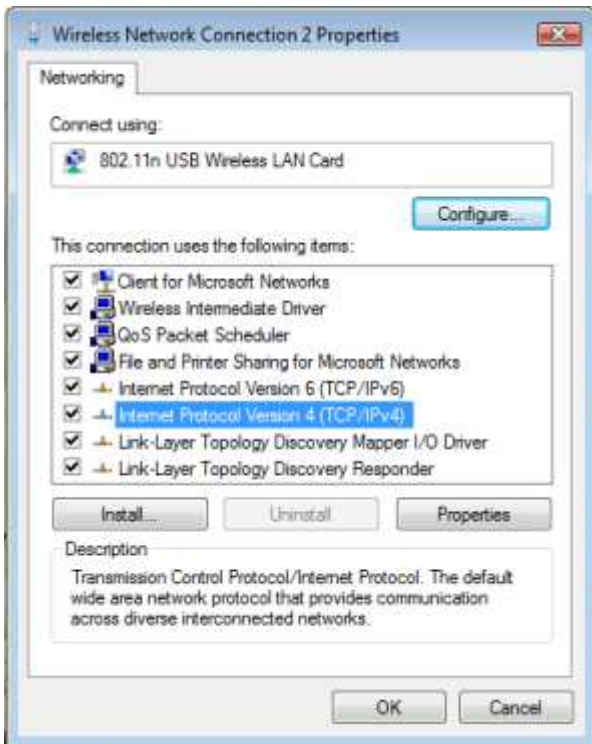 Wireless Network Connection 2 Properties
Networking
Connect using:
802.11n USB Wireless LAN Card
Configure...
This connection uses the following items:
Client for Microsoft Networks
Wireless Intermediate Driver
QoS Packet Scheduler
File and Printer Sharing for Microsoft Networks
Internet Protocol Version 6 (TCP/IPv6)
Internet Protocol Version 4 (TCP/IPv4)
Link-Layer Topology Discovery Mapper I/O Driver
Link-Layer Topology Discovery Responder
Install...
Uninstall
Properties
Description
Transmission Control Protocol/Internet Protocol. The default
wide area network protocol that provides communication
across diverse interconnected networks.
OK
Cancel